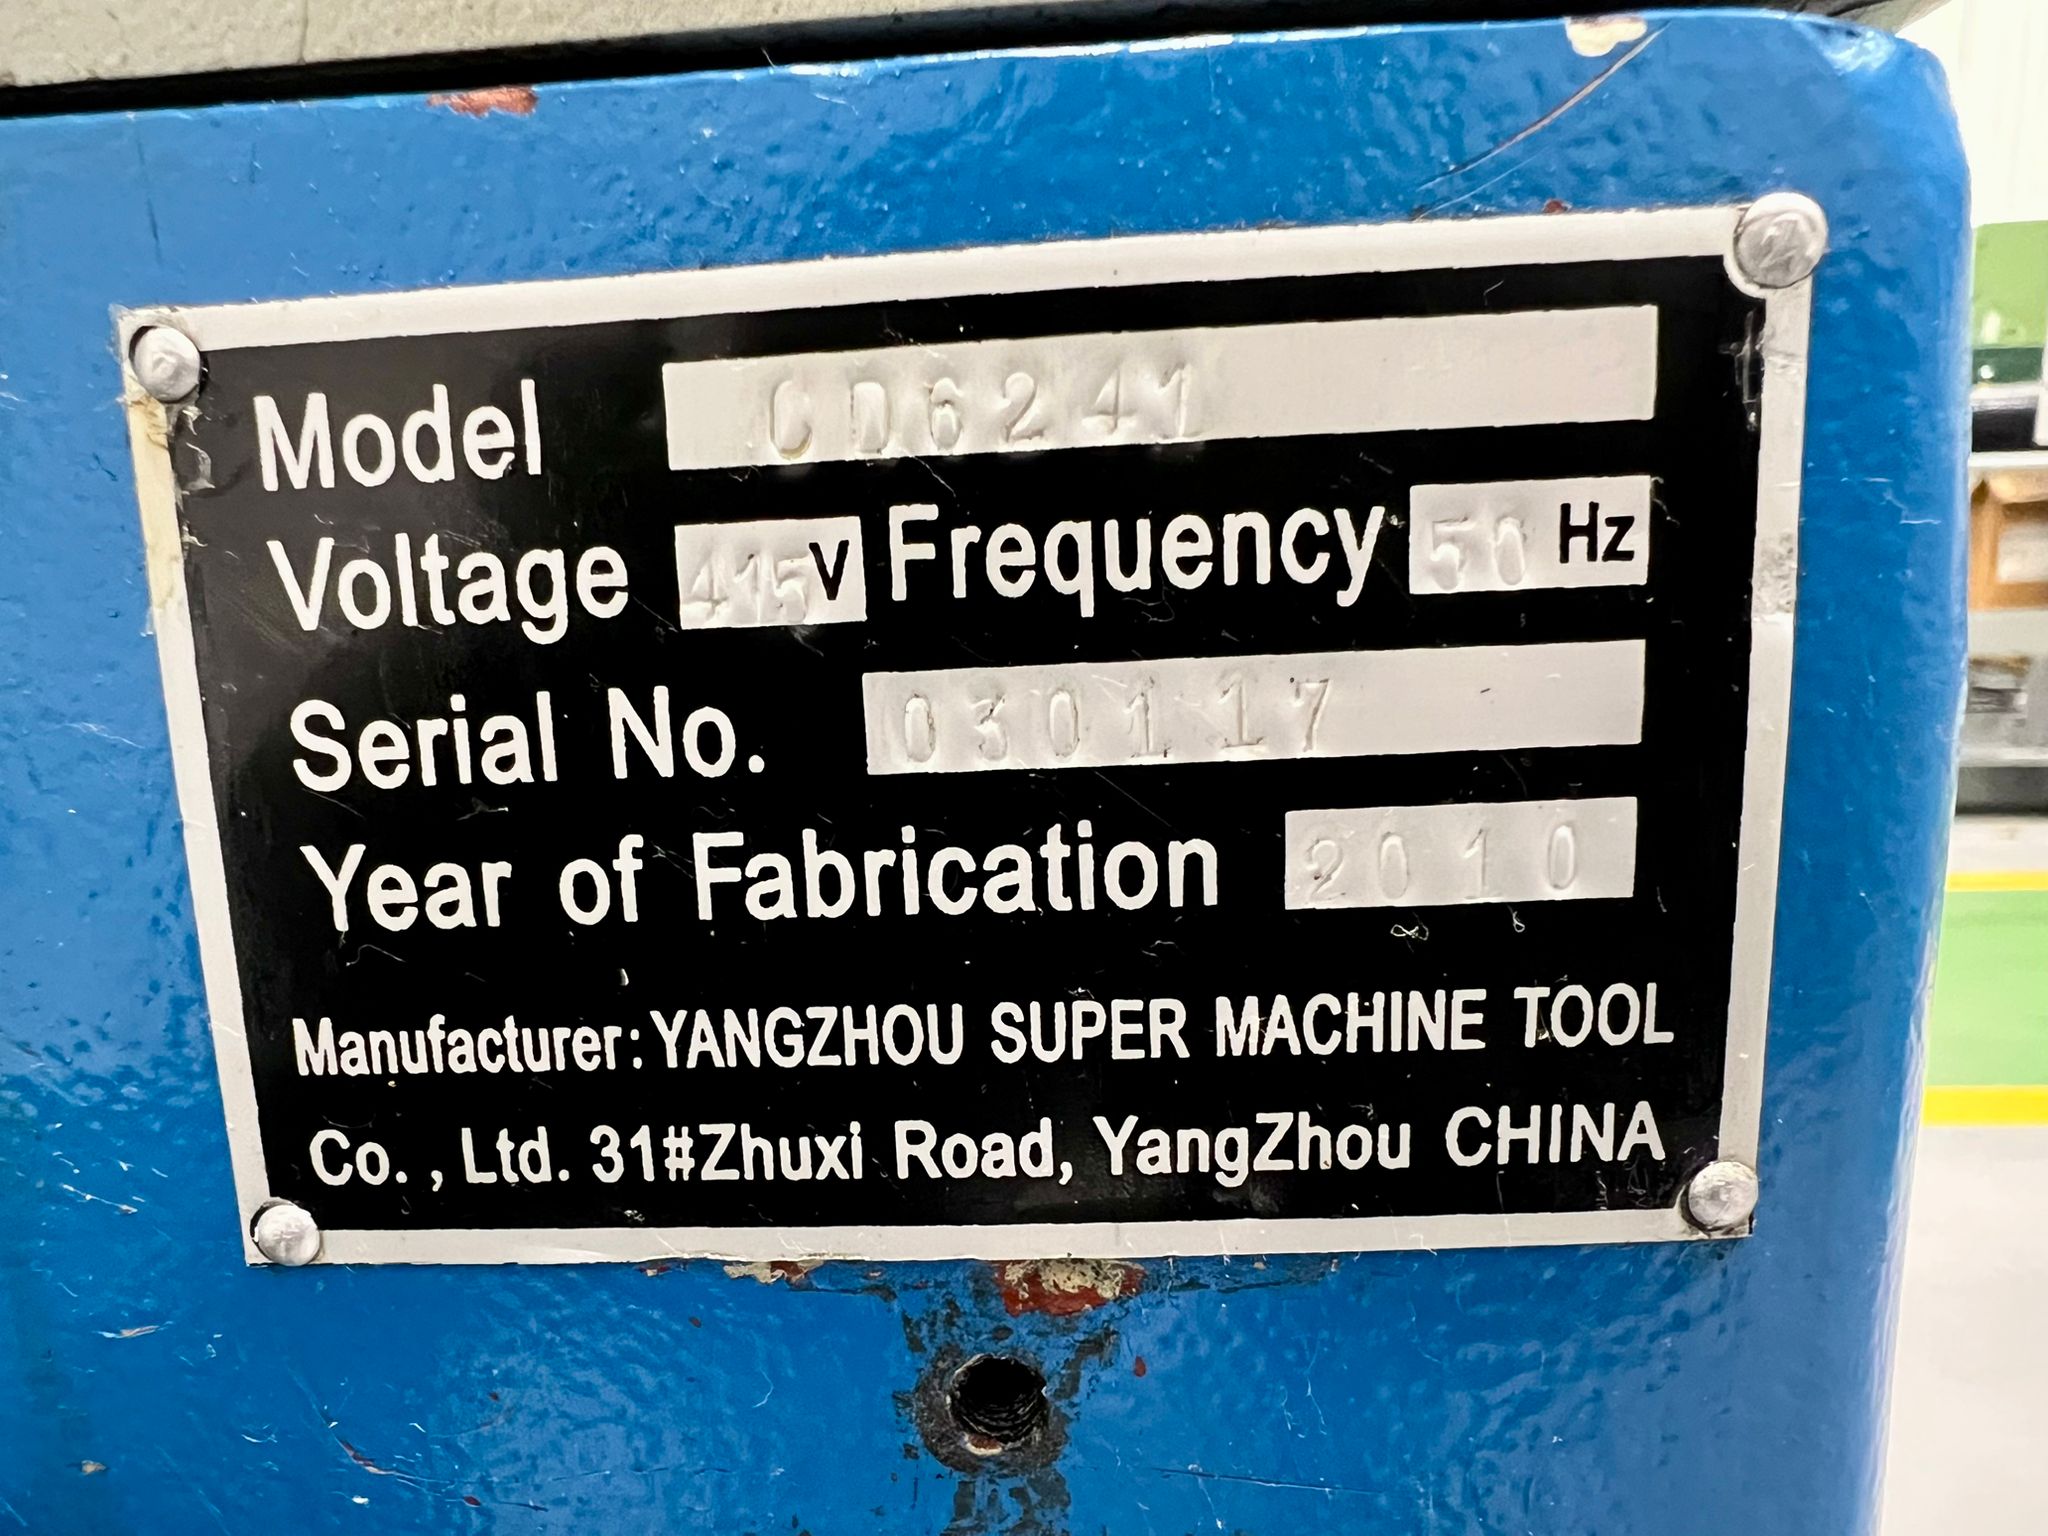 Model CD6241
Voltage 415V Frequency 50 Hz
Serial No. 030117
Year of Fabrication 2010
Manufacturer: YANGZHOU SUPER MACHINE TOOL
Co. , Ltd. 31#Zhuxi Road, YangZhou CHINA